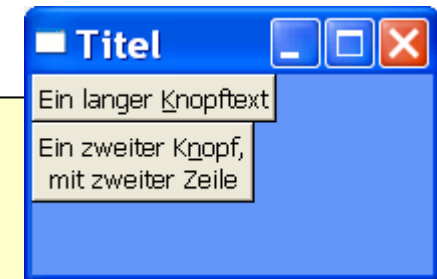 Titel
Ein langer Knopftext
Ein zweiter Knopf,
mit zweiter Zeile